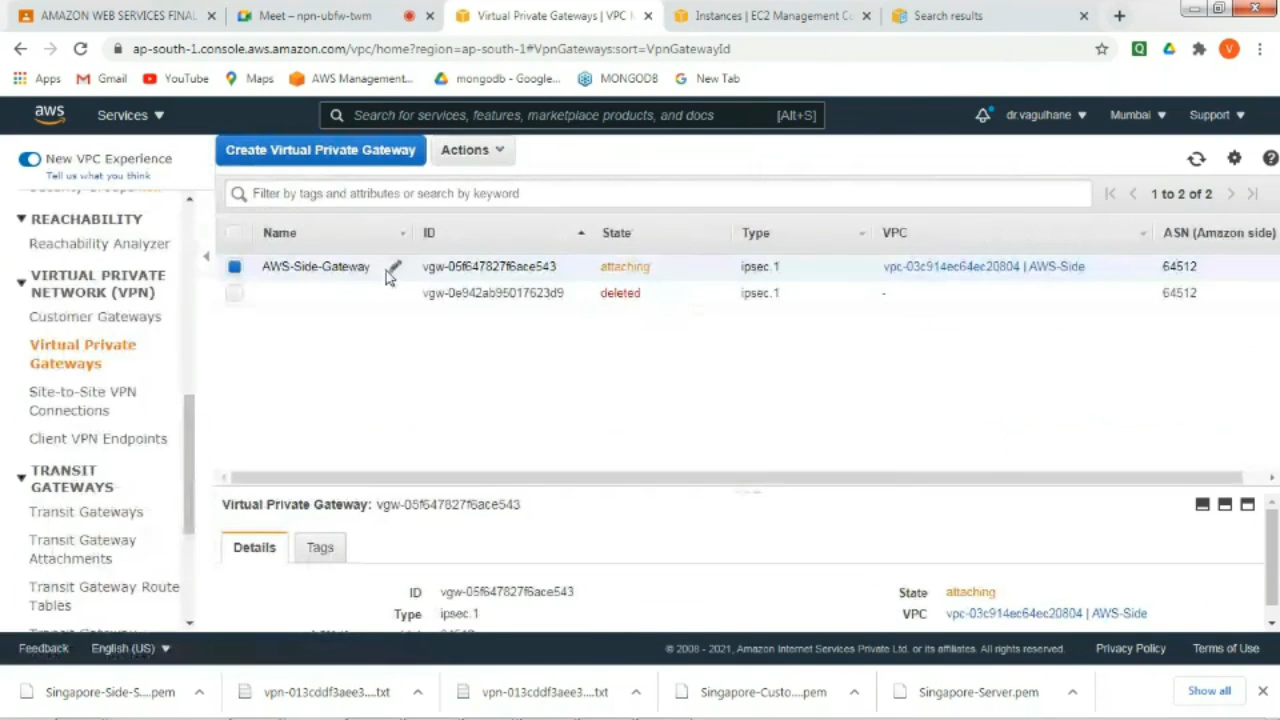 AMAZON WEB SERVICES FINAL
Meet – npn-ubfw-twm
Virtual Private Gateways | VPC
Instances | EC2 Management Co
Search results
ap-south-1.console.aws.amazon.com/vpc/home?region=ap-south-1#VpnGateways:sort=VpnGatewayId
Q
V
Apps
Gmail
YouTube
Maps
AWS Management...
mongodb - Google...
MONGODB
New Tab
aws
Services
Search for services, features, marketplace products, and docs
[Alt+S]
dr.vagulhane
Mumbai
Support
New VPC Experience
Tell us what you think
Create Virtual Private Gateway
Actions
Filter by tags and attributes or search by keyword
1 to 2 of 2
Name
ID
State
Type
VPC
ASN (Amazon side)
AWS-Side-Gateway
vgw-05f647827f6ace543
attaching
ipsec.1
vpc-03c914ec64ec20804 | AWS-Side
64512
vgw-0e942ab95017623d9
deleted
ipsec.1
-
64512
REACHABILITY
Reachability Analyzer
VIRTUAL PRIVATE
NETWORK (VPN)
Customer Gateways
Virtual Private
Gateways
Site-to-Site VPN
Connections
Client VPN Endpoints
TRANSIT
GATEWAYS
Transit Gateways
Transit Gateway
Attachments
Transit Gateway Route
Tables
Virtual Private Gateway: vgw-05f647827f6ace543
Details
Tags
ID vgw-05f647827f6ace543
State attaching
Type ipsec.1
VPC vpc-03c914ec64ec20804 | AWS-Side
Feedback
English (US)
© 2008 - 2021, Amazon Internet Services Private Ltd. or its affiliates. All rights reserved.
Privacy Policy
Terms of Use
Singapore-Side-S....pem
vpn-013cddf3aee3....txt
vpn-013cddf3aee3....txt
Singapore-Custo....pem
Singapore-Server.pem
Show all